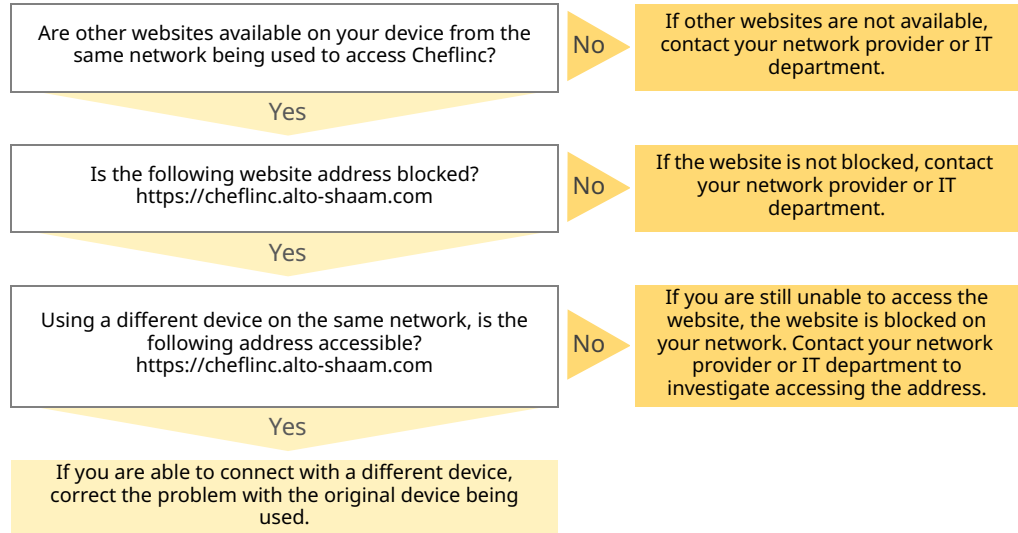 Are other websites available on your device from the
same network being used to access Cheflinc?
No
If other websites are not available,
contact your network provider or IT
department.
Yes
Is the following website address blocked?
https://cheflinc.alto-shaam.com
No
If the website is not blocked, contact
your network provider or IT
department.
Yes
Using a different device on the same network, is the
following address accessible?
https://cheflinc.alto-shaam.com
No
If you are still unable to access the
website, the website is blocked on
your network. Contact your network
provider or IT department to
investigate accessing the address.
Yes
If you are able to connect with a different device,
correct the problem with the original device being
used.